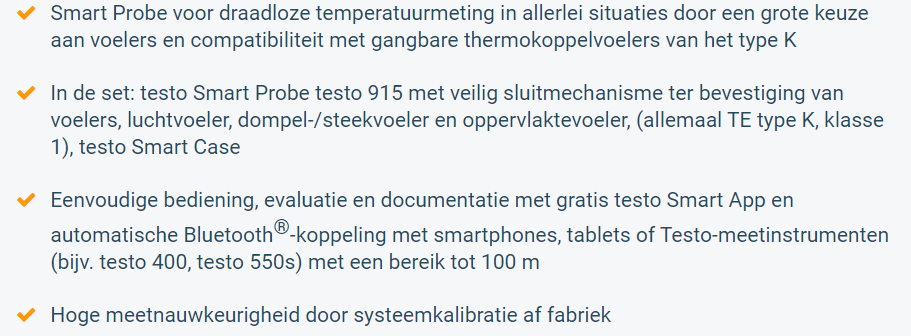 Smart Probe voor draadloze temperatuurmeting in allerlei situaties door een grote keuze
aan voelers en compatibiliteit met gangbare thermokoppelvoelers van het type K
In de set: testo Smart Probe testo 915 met veilig sluitmechanisme ter bevestiging van
voelers, luchtvoeler, dompel-/steekvoeler en oppervlaktevoeler, (allemaal TE type K, klasse
1), testo Smart Case
Eenvoudige bediening, evaluatie en documentatie met gratis testo Smart App en
automatische Bluetooth®-koppeling met smartphones, tablets of Testo-meetinstrumenten
(bijv. testo 400, testo 550s) met een bereik tot 100 m
Hoge meetnauwkeurigheid door systeemkalibratie af fabriek